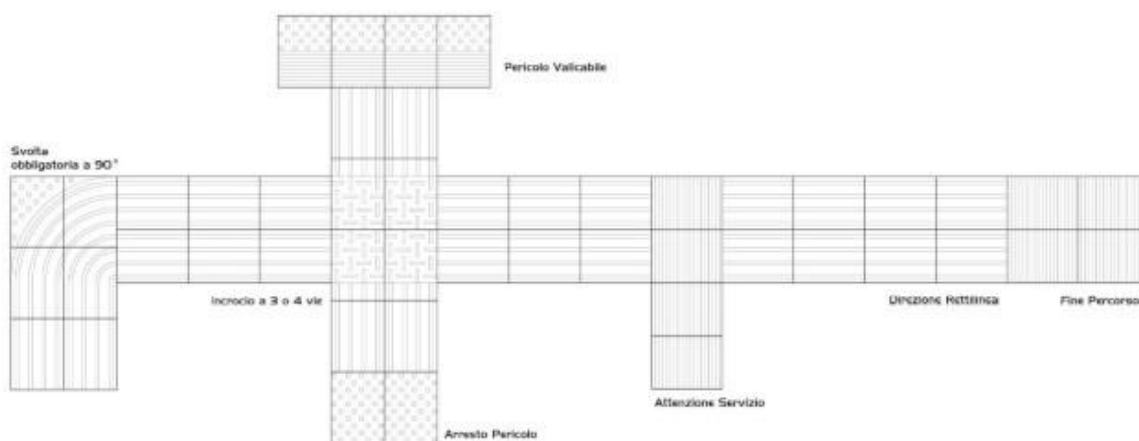 Pericolo Valicabile
Svolta
obbligatoria a 90°
Incrocio a 3 o 4 vie
Direzione Rettilinea
Fine Percorso
Attenzione Servizio
Arresto Pericolo